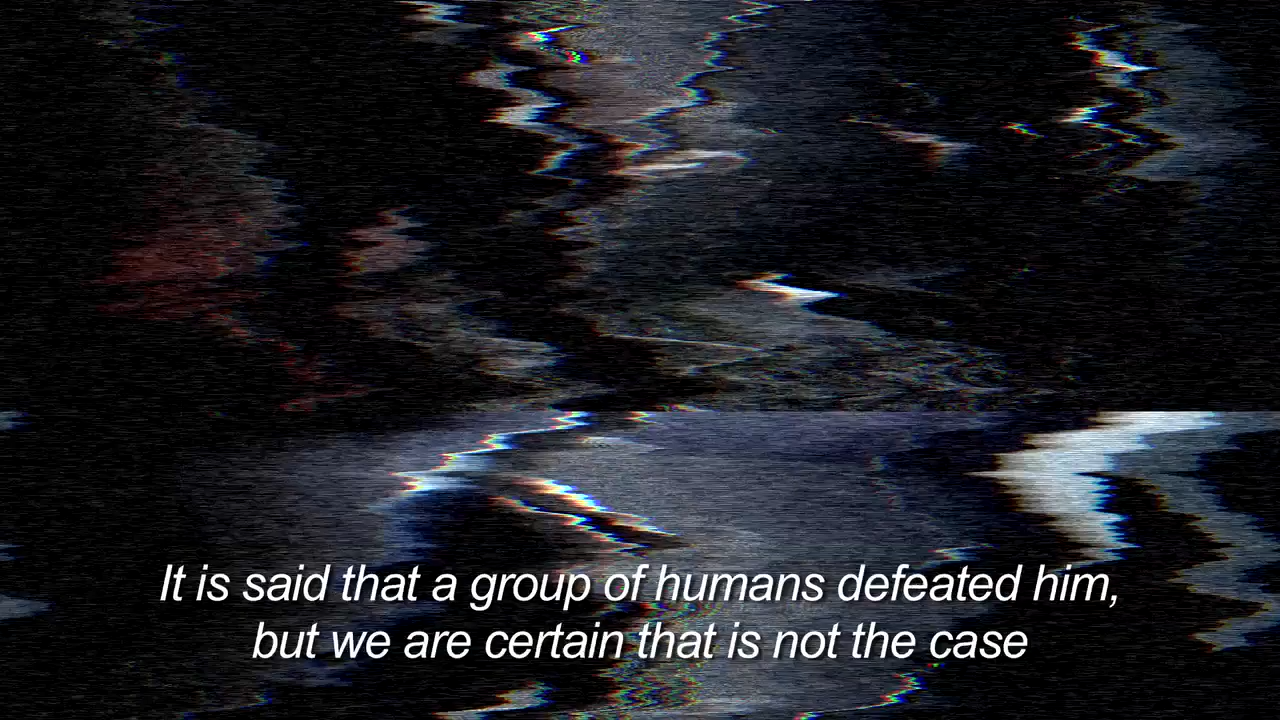 It is said that a group of humans defeated him,
but we are certain that is not the case